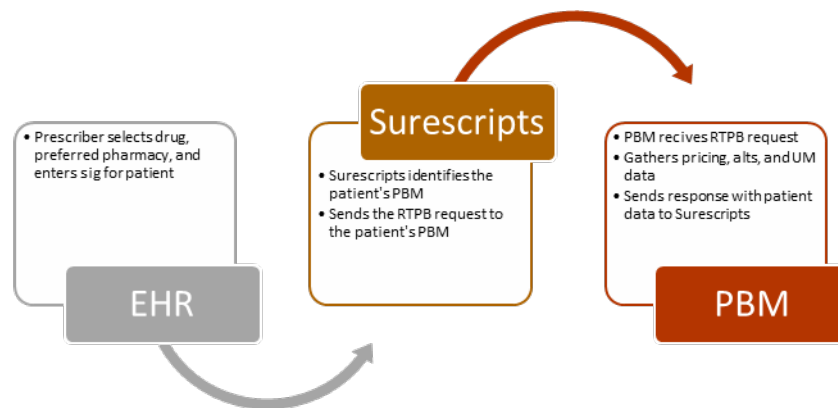 • Prescriber selects drug,
preferred pharmacy, and
enters sig for patient
EHR
Surescripts
• Surescripts identifies the
patient's PBM
• Sends the RTPB request to
the patient's PBM
• PBM recives RTPB request
• Gathers pricing, alts, and UM
data
• Sends response with patient
data to Surescripts
PBM